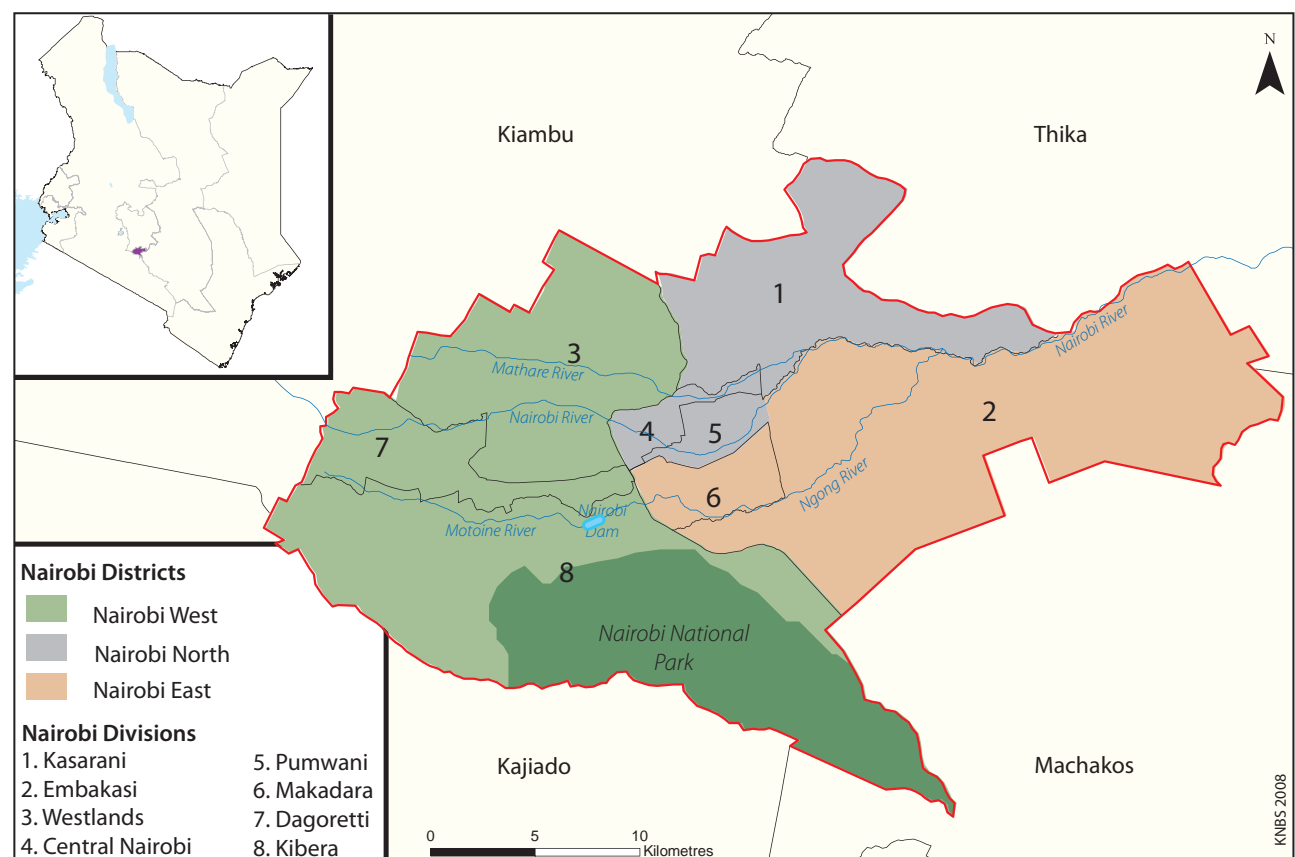 N
Kiambu
Thika
1
3
Mathare River
Nairobi River
2
Nairobi River
4
5
7
6
Ngong River
Nairobi
Dam
Motoine River
8
Nairobi National
Park
Kajiado
Machakos
Nairobi Districts
Nairobi West
Nairobi North
Nairobi East
Nairobi Divisions
1. Kasarani
2. Embakasi
3. Westlands
4. Central Nairobi
5. Pumwani
6. Makadara
7. Dagoretti
8. Kibera
0 5 10
Kilometres
KNBS 2008